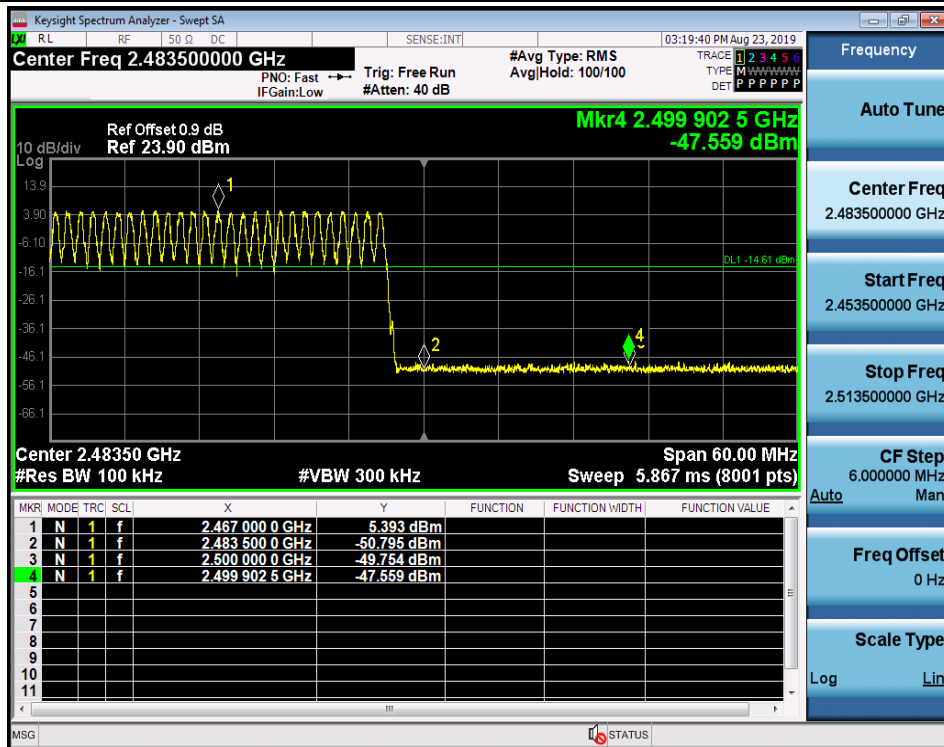 Keysight Spectrum Analyzer - Swept SA
LXI RL RF 50 Ω DC SENSE:INT 03:19:40 PM Aug 23, 2019
Center Freq 2.483500000 GHz
PNO: Fast
IFGain:Low
Trig: Free Run
#Atten: 40 dB
#Avg Type: RMS
Avg|Hold: 100/100
TRACE 1 2 3 4 5 6
TYPE M WWWWW
DET P P P P P P
Mkr4 2.499 902 5 GHz
-47.559 dBm
Ref Offset 0.9 dB
10 dB/div Ref 23.90 dBm
Log
13.9
3.90
-6.10
-16.1
-26.1
-36.1
-46.1
-56.1
-66.1
1
2
4
DL1 -14.61 dBm
Center 2.48350 GHz Span 60.00 MHz
#Res BW 100 kHz #VBW 300 kHz Sweep 5.867 ms (8001 pts)
MKR MODE TRC SCL X Y FUNCTION FUNCTION WIDTH FUNCTION VALUE
1 N 1 f 2.467 000 0 GHz 5.393 dBm
2 N 1 f 2.483 500 0 GHz -50.795 dBm
3 N 1 f 2.500 000 0 GHz -49.754 dBm
4 N 1 f 2.499 902 5 GHz -47.559 dBm
5
6
7
8
9
10
11
MSG STATUS
Frequency
Auto Tune
Center Freq
2.483500000 GHz
Start Freq
2.453500000 GHz
Stop Freq
2.513500000 GHz
CF Step
6.000000 MHz
Auto Man
Freq Offset
0 Hz
Scale Type
Log Lin